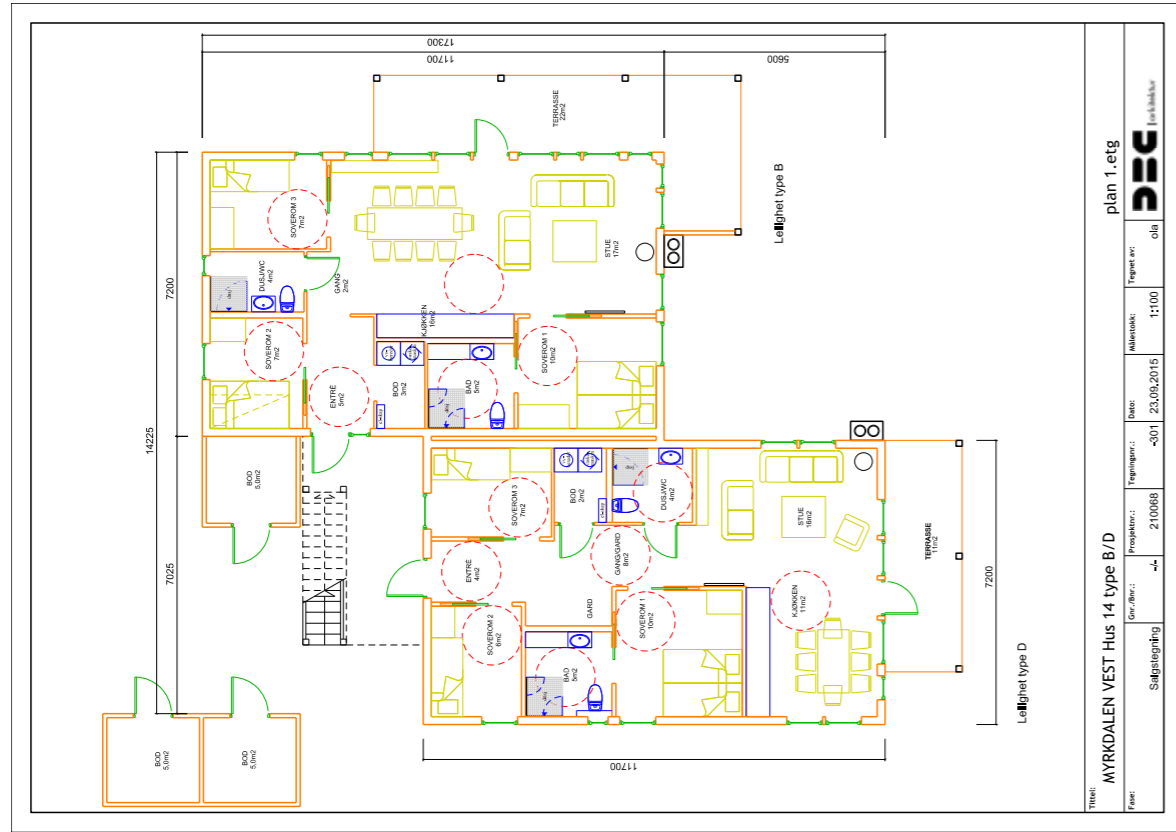 17300
11700
5600
7200
14225
7025
TERRASSE
22m2
SOVEROM 3
7m2
DUSJ/WC
4m2
GANG
2m2
SOVEROM 2
7m2
ENTRÉ
5m2
BOD
3m2
KJØKKEN
16m2
BAD
5m2
SOVEROM 1
10m2
STUE
17m2
Leilighet type B
BOD
5,0m2
SOVEROM 3
7m2
BOD
2m2
DUSJ/WC
4m2
ENTRÉ
4m2
GANG/GARD
8m2
GARD
SOVEROM 2
6m2
BAD
5m2
SOVEROM 1
10m2
STUE
16m2
KJØKKEN
11m2
TERRASSE
11m2
7200
11700
Leilighet type D
BOD
5,0m2
BOD
5,0m2
Tittel:
MYRKDALEN VEST Hus 14 type B/D
plan 1.etg
Fase:
Salgstegning
Gnr./Bnr.:
-/-
Prosjektnr.:
210068
Tegningsnr.:
-301
Dato:
23.09.2015
Målestokk:
1:100
Tegnet av:
ola
arkitektur